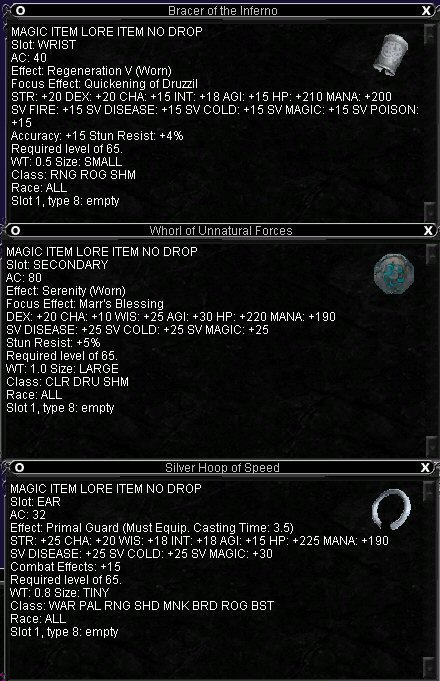 O Bracer of the Inferno X
MAGIC ITEM LORE ITEM NO DROP
Slot: WRIST
AC: 40
Effect: Regeneration V (Worn)
Focus Effect: Quickening of Druzzil
STR: +20 DEX: +20 CHA: +15 INT: +18 AGI: +15 HP: +210 MANA: +200
SV FIRE: +15 SV DISEASE: +15 SV COLD: +15 SV MAGIC: +15 SV POISON:
+15
Accuracy: +15 Stun Resist: +4%
Required level of 65.
WT: 0.5 Size: SMALL
Class: RNG ROG SHM
Race: ALL
Slot 1, type 8: empty
O Whorl of Unnatural Forces X
MAGIC ITEM LORE ITEM NO DROP
Slot: SECONDARY
AC: 80
Effect: Serenity (Worn)
Focus Effect: Marr's Blessing
DEX: +20 CHA: +10 WIS: +25 AGI: +30 HP: +220 MANA: +190
SV DISEASE: +25 SV COLD: +25 SV MAGIC: +25
Stun Resist: +5%
Required level of 65.
WT: 1.0 Size: LARGE
Class: CLR DRU SHM
Race: ALL
Slot 1, type 8: empty
O Silver Hoop of Speed X
MAGIC ITEM LORE ITEM NO DROP
Slot: EAR
AC: 32
Effect: Primal Guard (Must Equip. Casting Time: 3.5)
STR: +25 CHA: +20 WIS: +18 INT: +18 AGI: +15 HP: +225 MANA: +190
SV DISEASE: +25 SV COLD: +25 SV MAGIC: +30
Combat Effects: +15
Required level of 65.
WT: 0.8 Size: TINY
Class: WAR PAL RNG SHD MNK BRD ROG BST
Race: ALL
Slot 1, type 8: empty